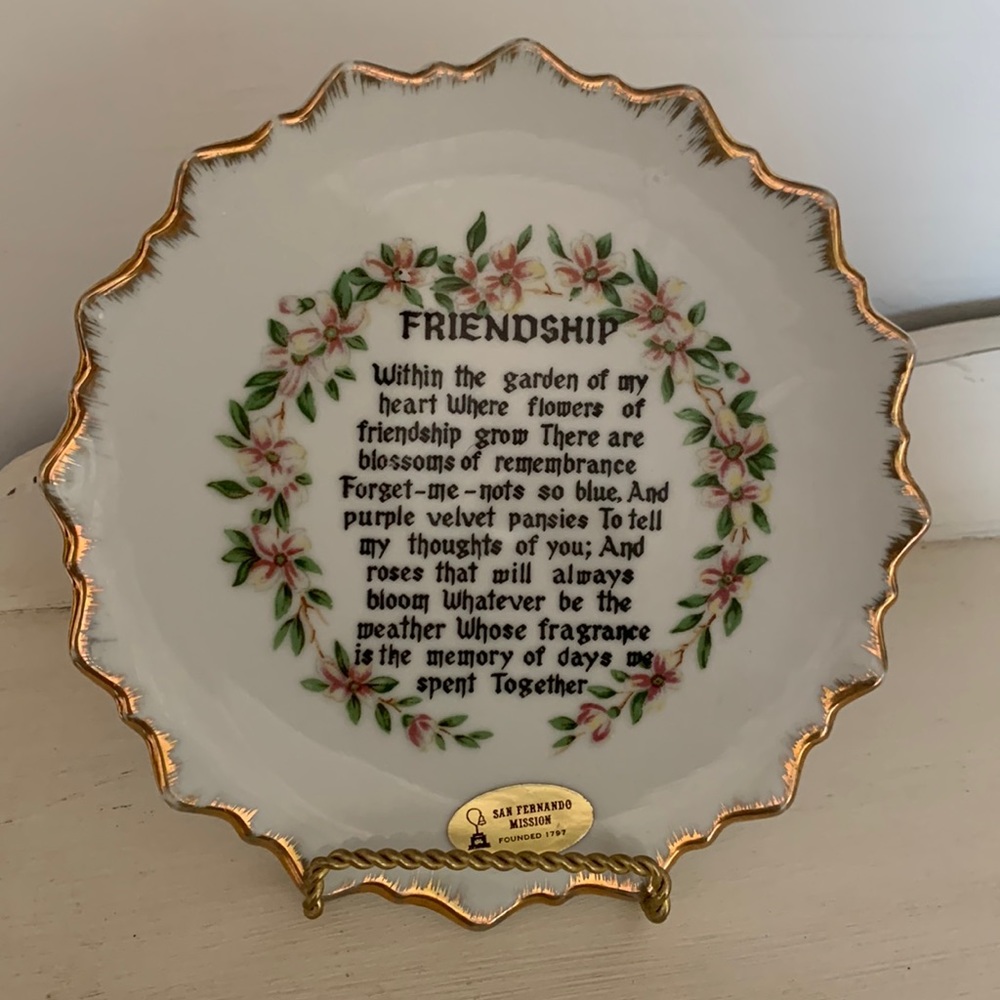 FRIENDSHIP
Within the garden of my
heart Where flowers of
friendship grow There are
blossoms of remembrance
Forget-me-nots so blue, And
purple velvet pansies To tell
my thoughts of you; And
roses that will always
bloom Whatever be the
weather Whose fragrance
is the memory of days we
spent Together
SAN FERNANDO
MISSION
FOUNDED 1797